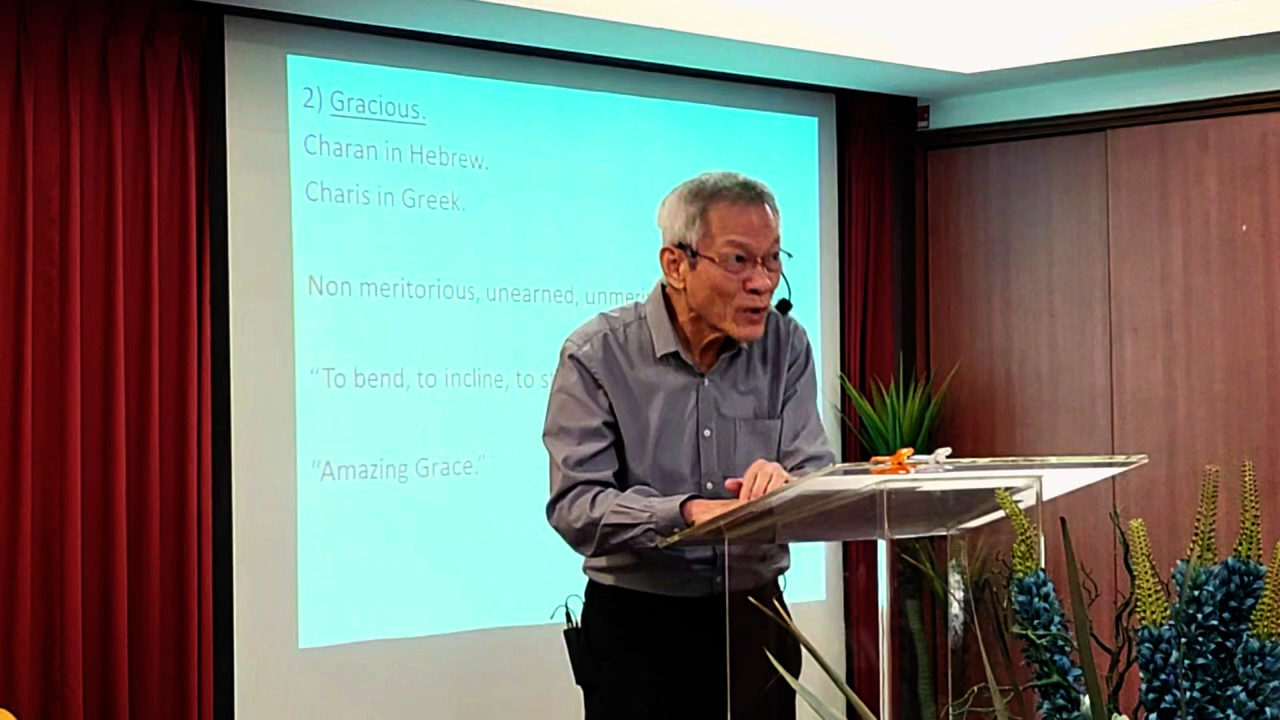 2) Gracious.
Charan in Hebrew.
Charis in Greek.
Non meritorious, unearned,
"To bend, to incline, to
"Amazing Grace."